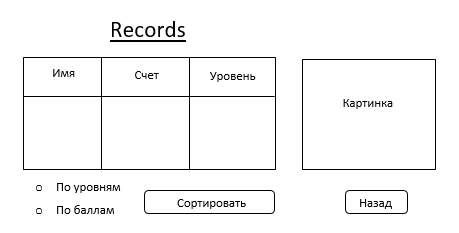 Records
Имя
Счет
Уровень
Картинка
По уровням
По баллам
Сортировать
Назад